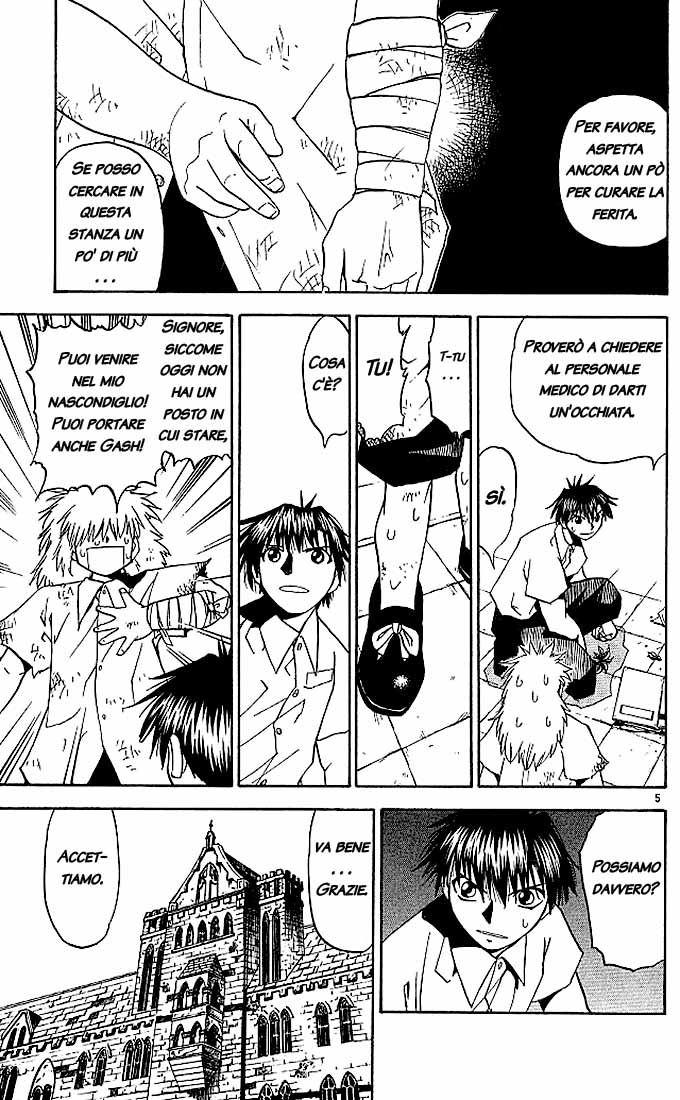 PER FAVORE,
ASPETTA
ANCORA UN PÒ
PER CURARE LA
FERITA.
SE POSSO
CERCARE IN
QUESTA
STANZA UN
PO' DI PIÙ
...
PROVERÒ A CHIEDERE
AL PERSONALE
MEDICO DI DARTI
UN'OCCHIATA.
SÌ.
T-TU
...
TU!
COSA
C'È?
SIGNORE,
SICCOME
OGGI NON
HAI UN
POSTO IN
CUI STARE,
PUOI VENIRE
NEL MIO
NASCONDIGLIO!
PUOI PORTARE
ANCHE GASH!
5
POSSIAMO
DAVVERO?
VA BENE
...
GRAZIE.
ACCET-
TIAMO.